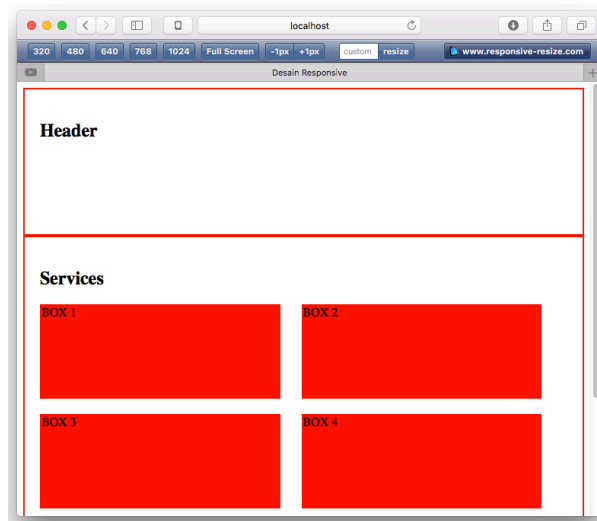 localhost
320 480 640 768 1024 Full Screen -1px +1px custom resize www.responsive-resize.com
Desain Responsive
Header
Services
BOX 1 BOX 2
BOX 3 BOX 4